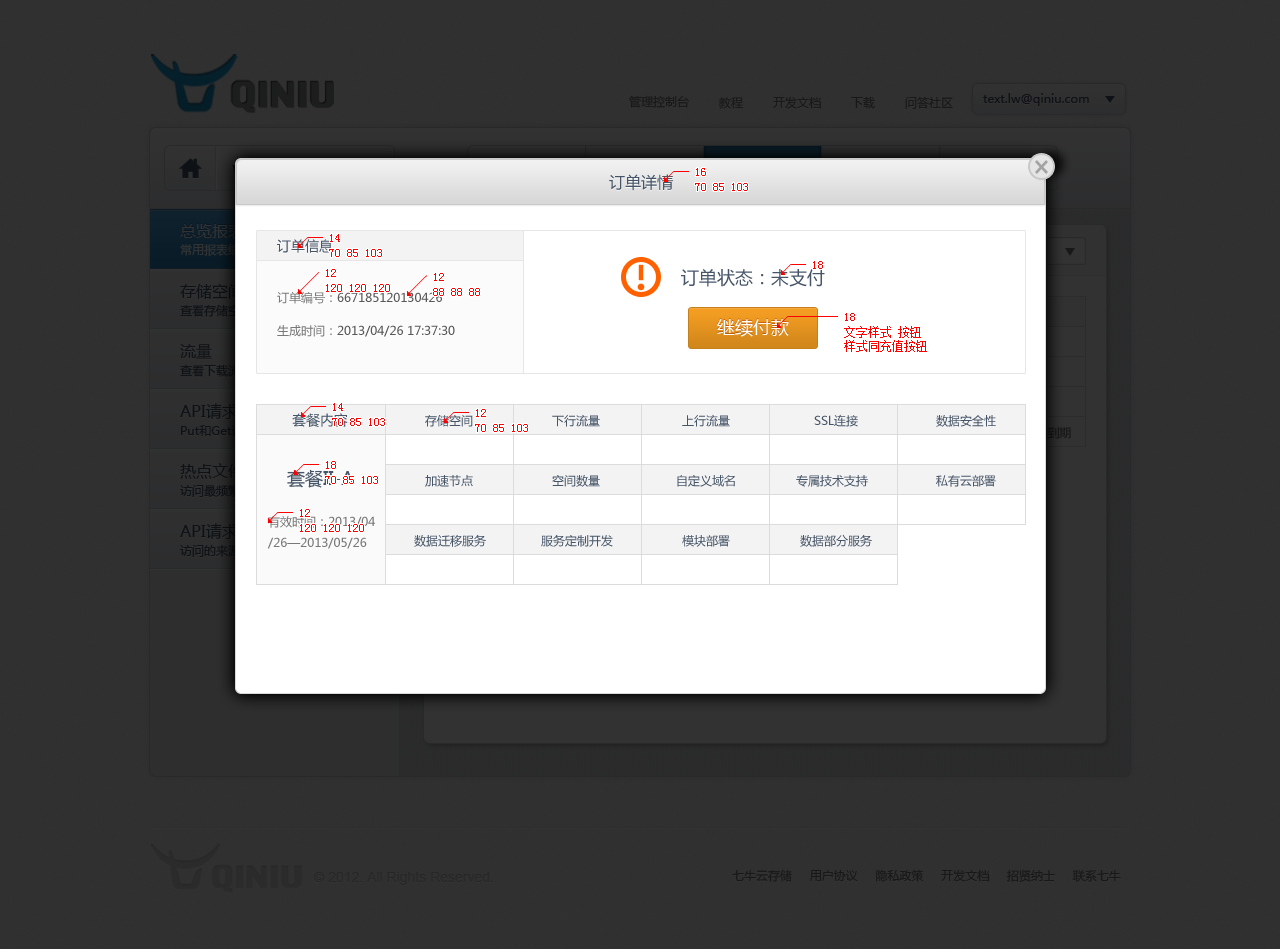 QINIU
管理控制台 教程 开发文档 下载 问答社区 text.lw@qiniu.com
订单详情
16
70 85 103
总览报
常用报表
存储空间
流量
查看下载
API请求
Put和Get
热点文件
访问最频繁
API请求
访问的来
订单信息
14
70 85 103
12
120 120 120
12
88 88 88
订单编号：667185120130426
生成时间：2013/04/26 17:37:30
订单状态：未支付
18
继续付款
18
文字样式 按钮
样式同充值按钮
到期
套餐内容 存储空间 下行流量 上行流量 SSL连接 数据安全性
14
70 85 103
12
70 85 103
18
70 85 103
加速节点 空间数量 自定义域名 专属技术支持 私有云部署
12
120 120 120
有效时间：2013/04
/26—2013/05/26
数据迁移服务 服务定制开发 模块部署 数据部分服务
QINIU © 2012. All Rights Reserved.
七牛云存储 用户协议 隐私政策 开发文档 招贤纳士 联系七牛